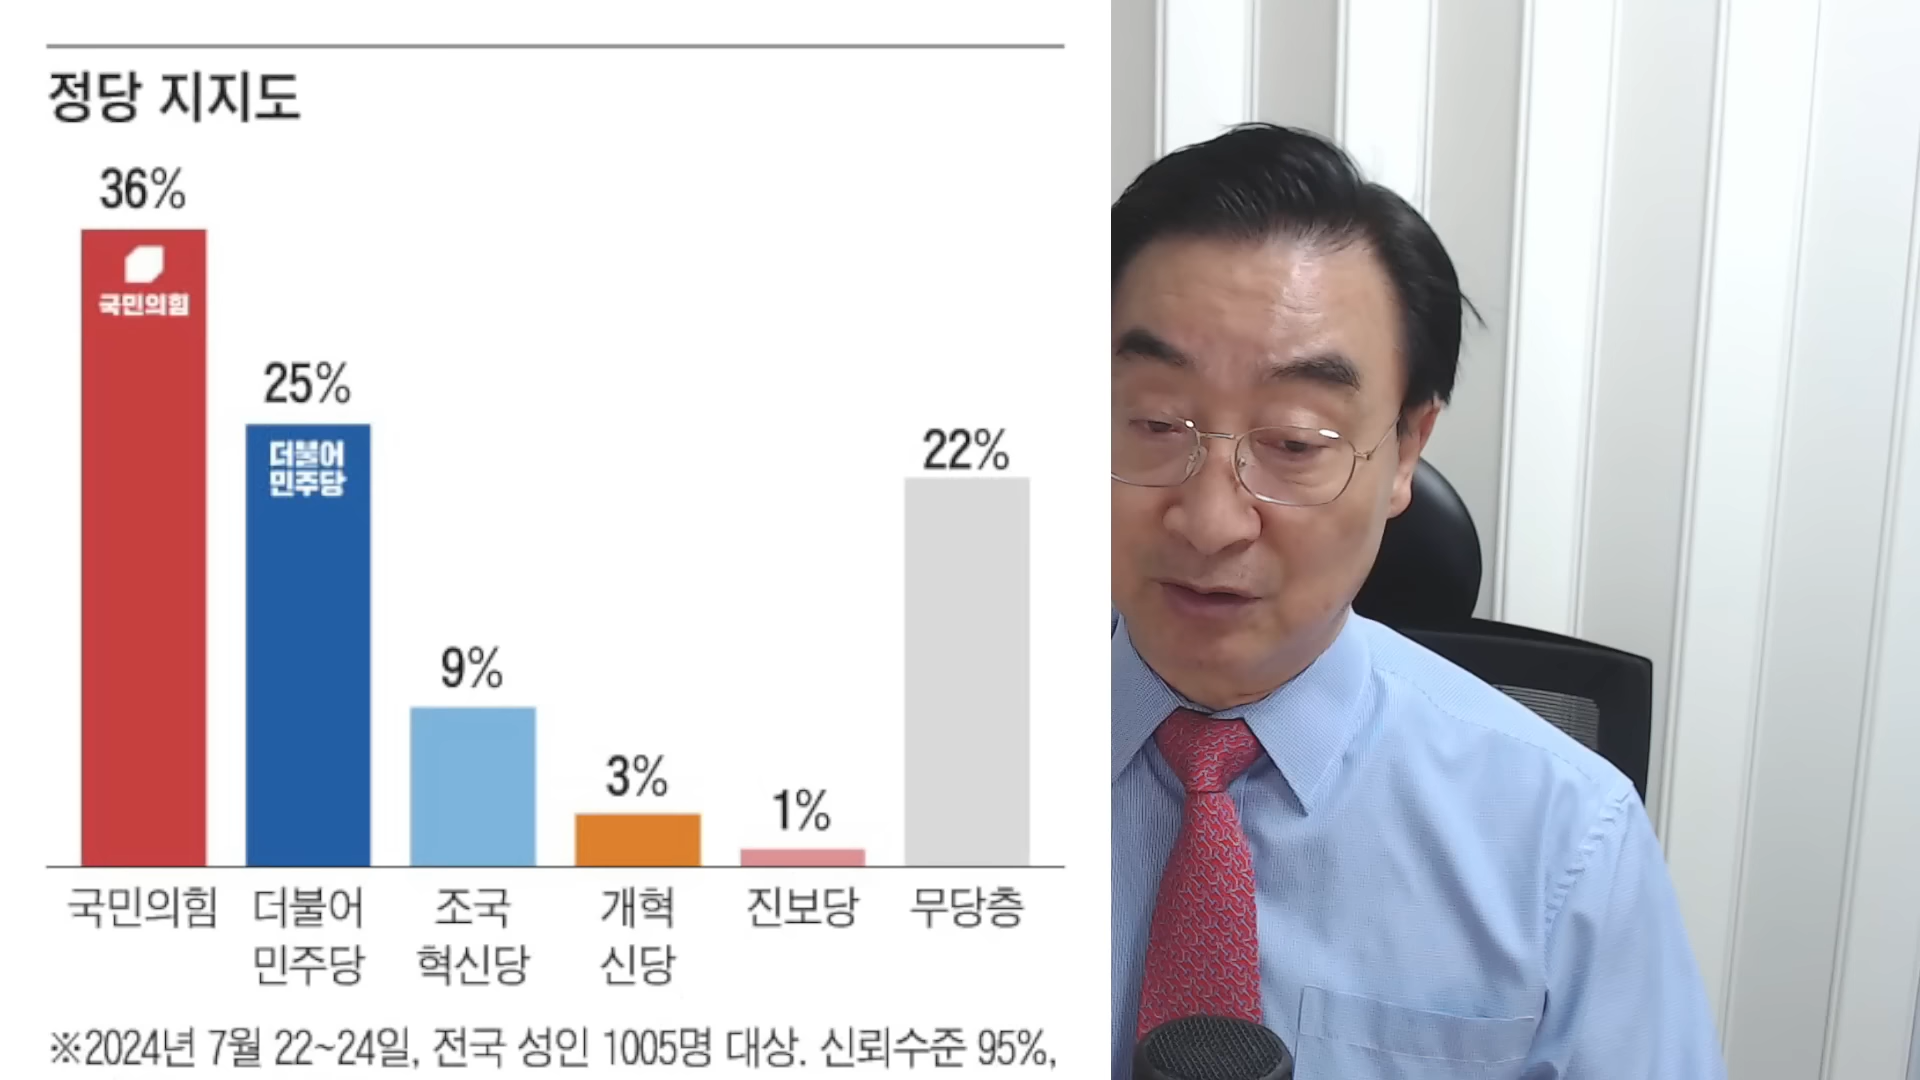 정당 지지도
36%
국민의힘
25%
더불어
민주당
9%
3%
1%
22%
국민의힘
더불어
민주당
조국
혁신당
개혁
신당
진보당
무당층
※2024년 7월 22~24일, 전국 성인 1005명 대상. 신뢰수준 95%,